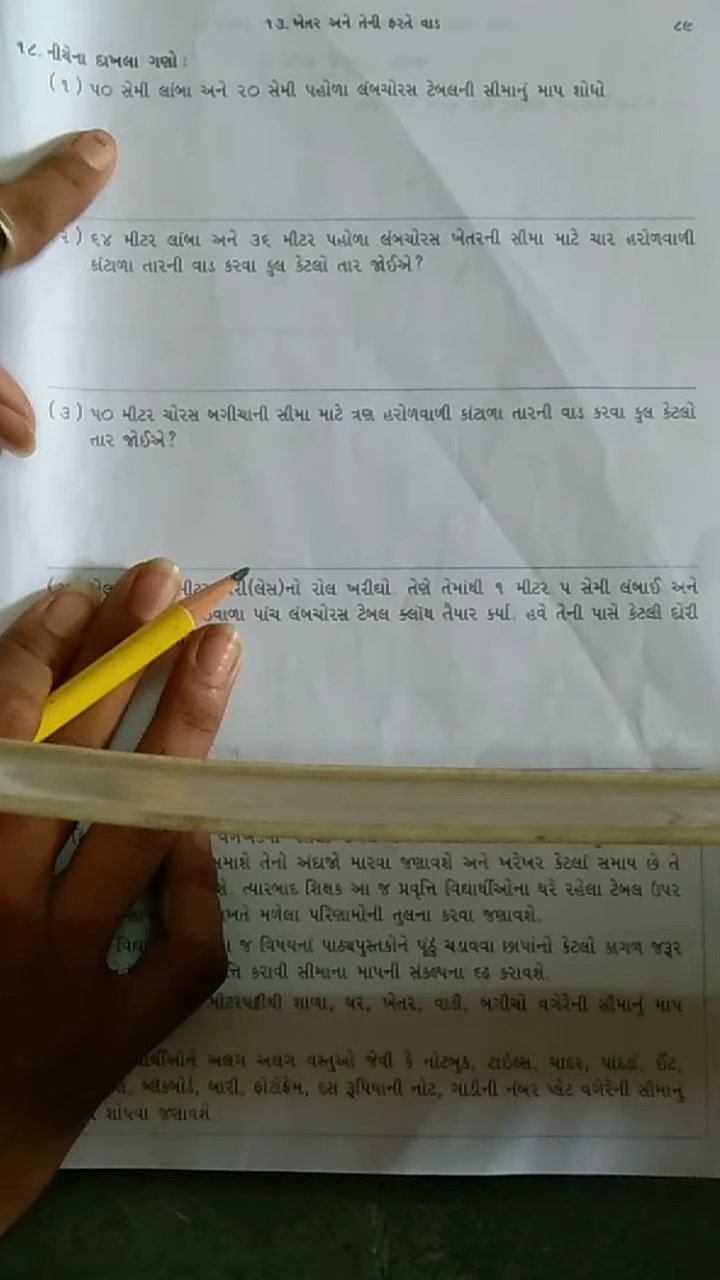 ૧૩. ખેતર અને તેની ફરતે વાડ ૮૯
૧૮. નીચેના દાખલા ગણો :
(૧) ૫૦ સેમી લાંબા અને ૨૦ સેમી પહોળા લંબચોરસ ટેબલની સીમાનું માપ શોધો
૨) ૬૪ મીટર લાંબા અને ૩૬ મીટર પહોળા લંબચોરસ ખેતરની સીમા માટે ચાર હરોળવાળી
કાંટાળા તારની વાડ કરવા કુલ કેટલો તાર જોઈએ?
(૩) ૫૦ મીટર ચોરસ બગીચાની સીમા માટે ત્રણ હરોળવાળી કાંટાળા તારની વાડ કરવા કુલ કેટલો
તાર જોઈએ?
(લેસ)નો રોલ ખરીદ્યો. તેણે તેમાંથી ૧ મીટર ૫ સેમી લંબાઈ અને
પાંચ લંબચોરસ ટેબલ ક્લૉથ તૈયાર કર્યા. હવે તેની પાસે કેટલી દોરી
સમાશે તેનો અંદાજો મારવા જણાવશે અને ખરેખર કેટલાં સમાય છે તે
ત્યારબાદ શિક્ષક આ જ પ્રવૃત્તિ વિદ્યાર્થીઓના ઘરે રહેલા ટેબલ ઉપર
મળેલા પરિણામોની તુલના કરવા જણાવશે.
જ વિષયનાં પાઠ્યપુસ્તકોને પૂંઠું ચડાવવા છાપાંનો કેટલો કાગળ જરૂર
કરાવી સીમાના માપની સંકલ્પના દૃઢ કરાવશે.
મીટરપટ્ટીથી શાળા, ઘર, ખેતર, વાડી, બગીચો વગેરેની સીમાનું માપ
અલગ અલગ વસ્તુઓ જેવી કે નોટબુક, ટાઇલ્સ, ચાદર, પાંદડાં, ઈંટ,
બ્લેકબોર્ડ, બારી, ફોટોફ્રેમ, દસ રૂપિયાની નોટ, ગાડીની નંબર પ્લેટ વગેરેની સીમાનું
શોધવા જણાવશે.